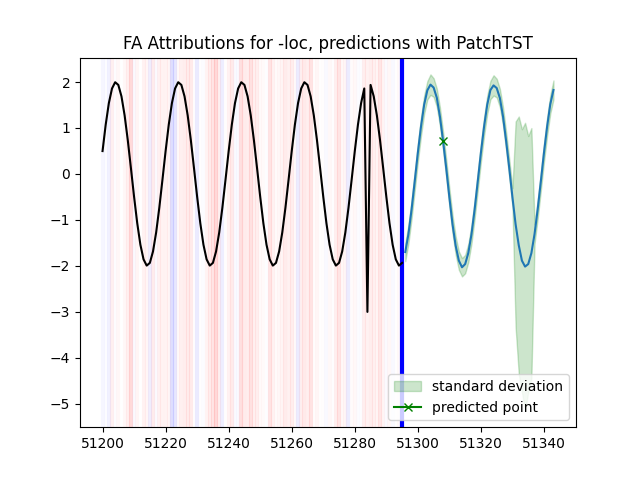 FA Attributions for -loc, predictions with PatchTST
2
1
0
−1
−2
−3
−4
−5
standard deviation
predicted point
51200 51220 51240 51260 51280 51300 51320 51340